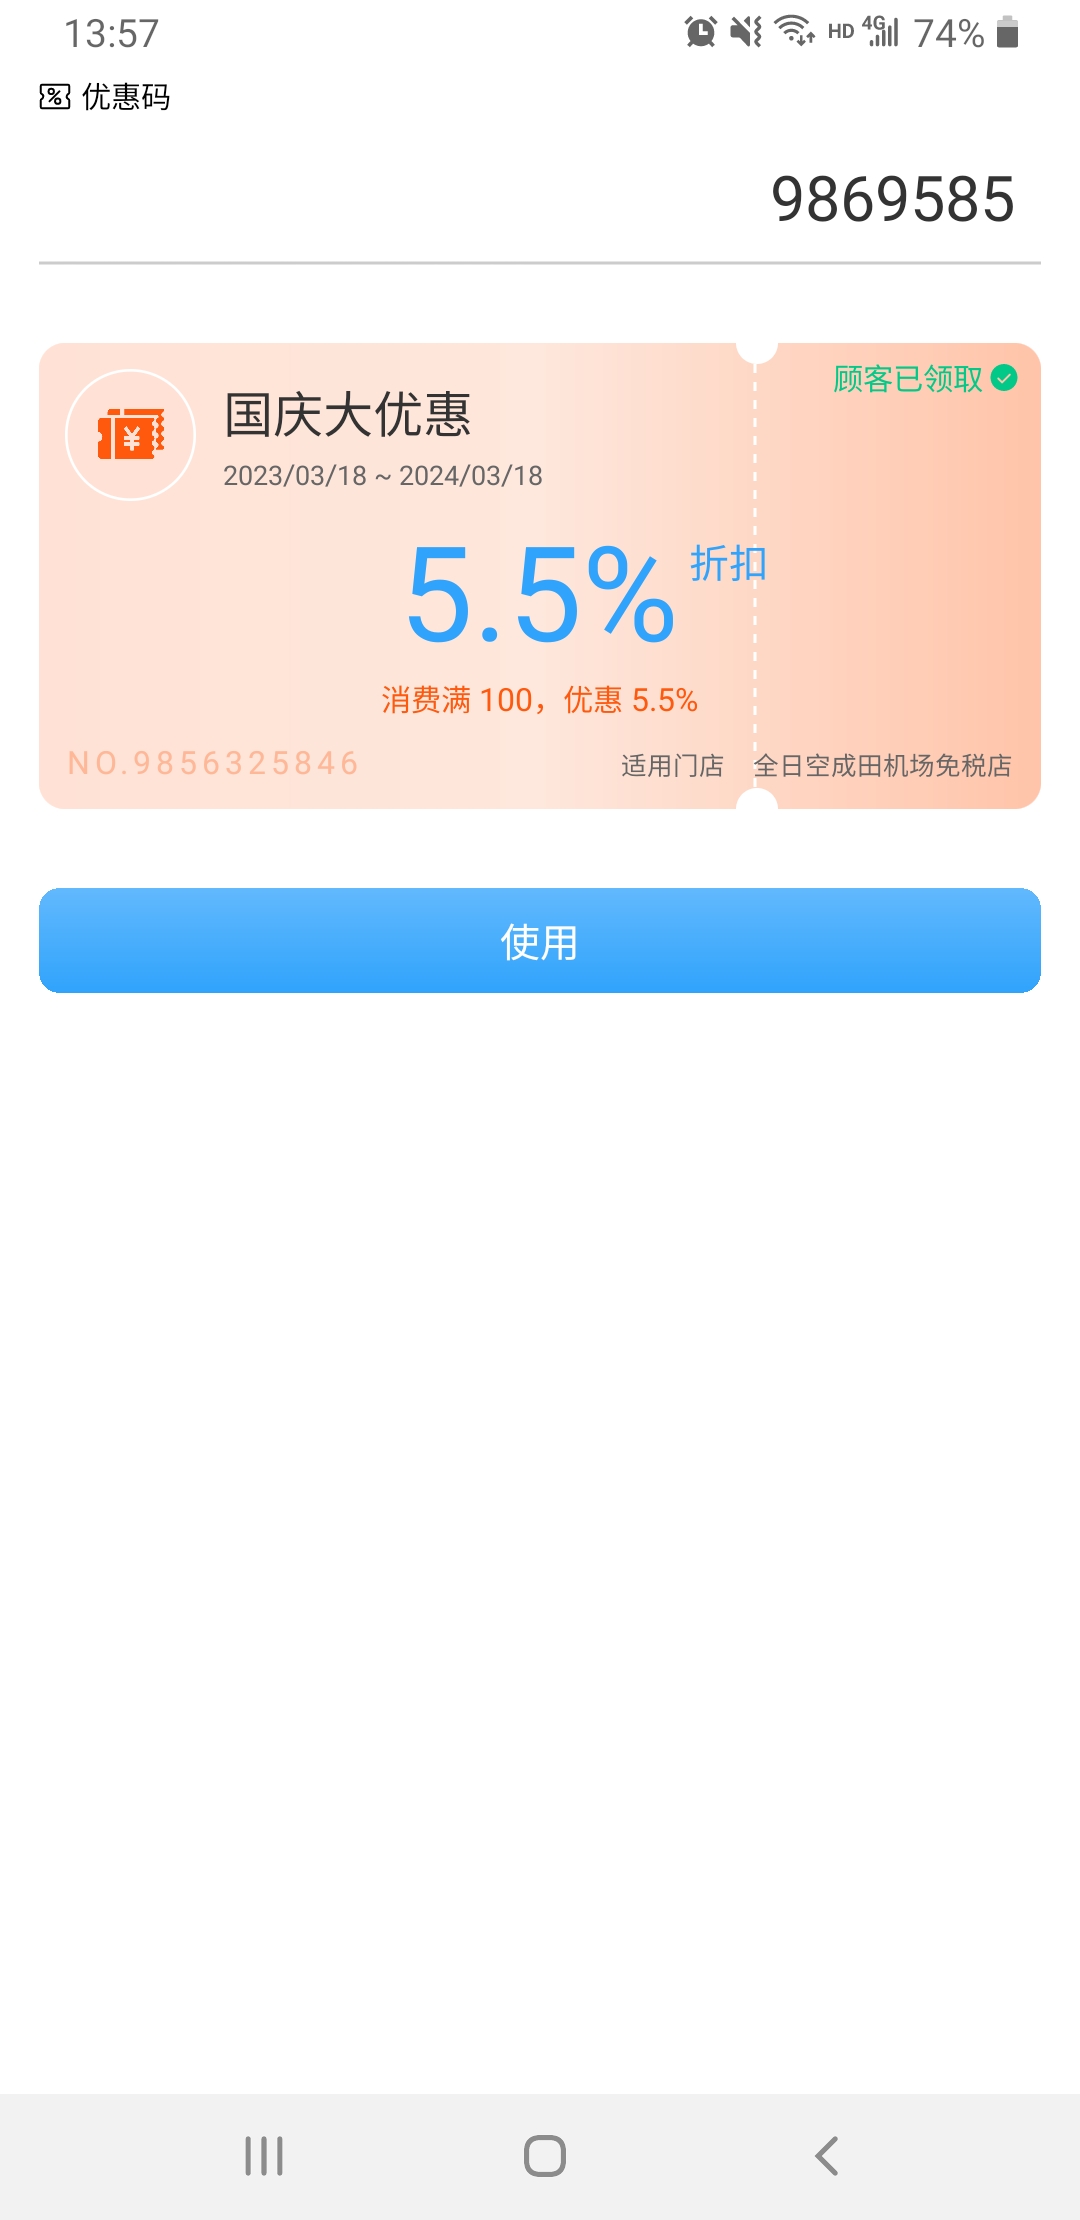 13:57 HD 4G 74%
优惠码
9869585
顾客已领取
国庆大优惠
2023/03/18 ~ 2024/03/18
5.5% 折扣
消费满 100，优惠 5.5%
NO.9856325846 适用门店 全日空成田机场免税店
使用